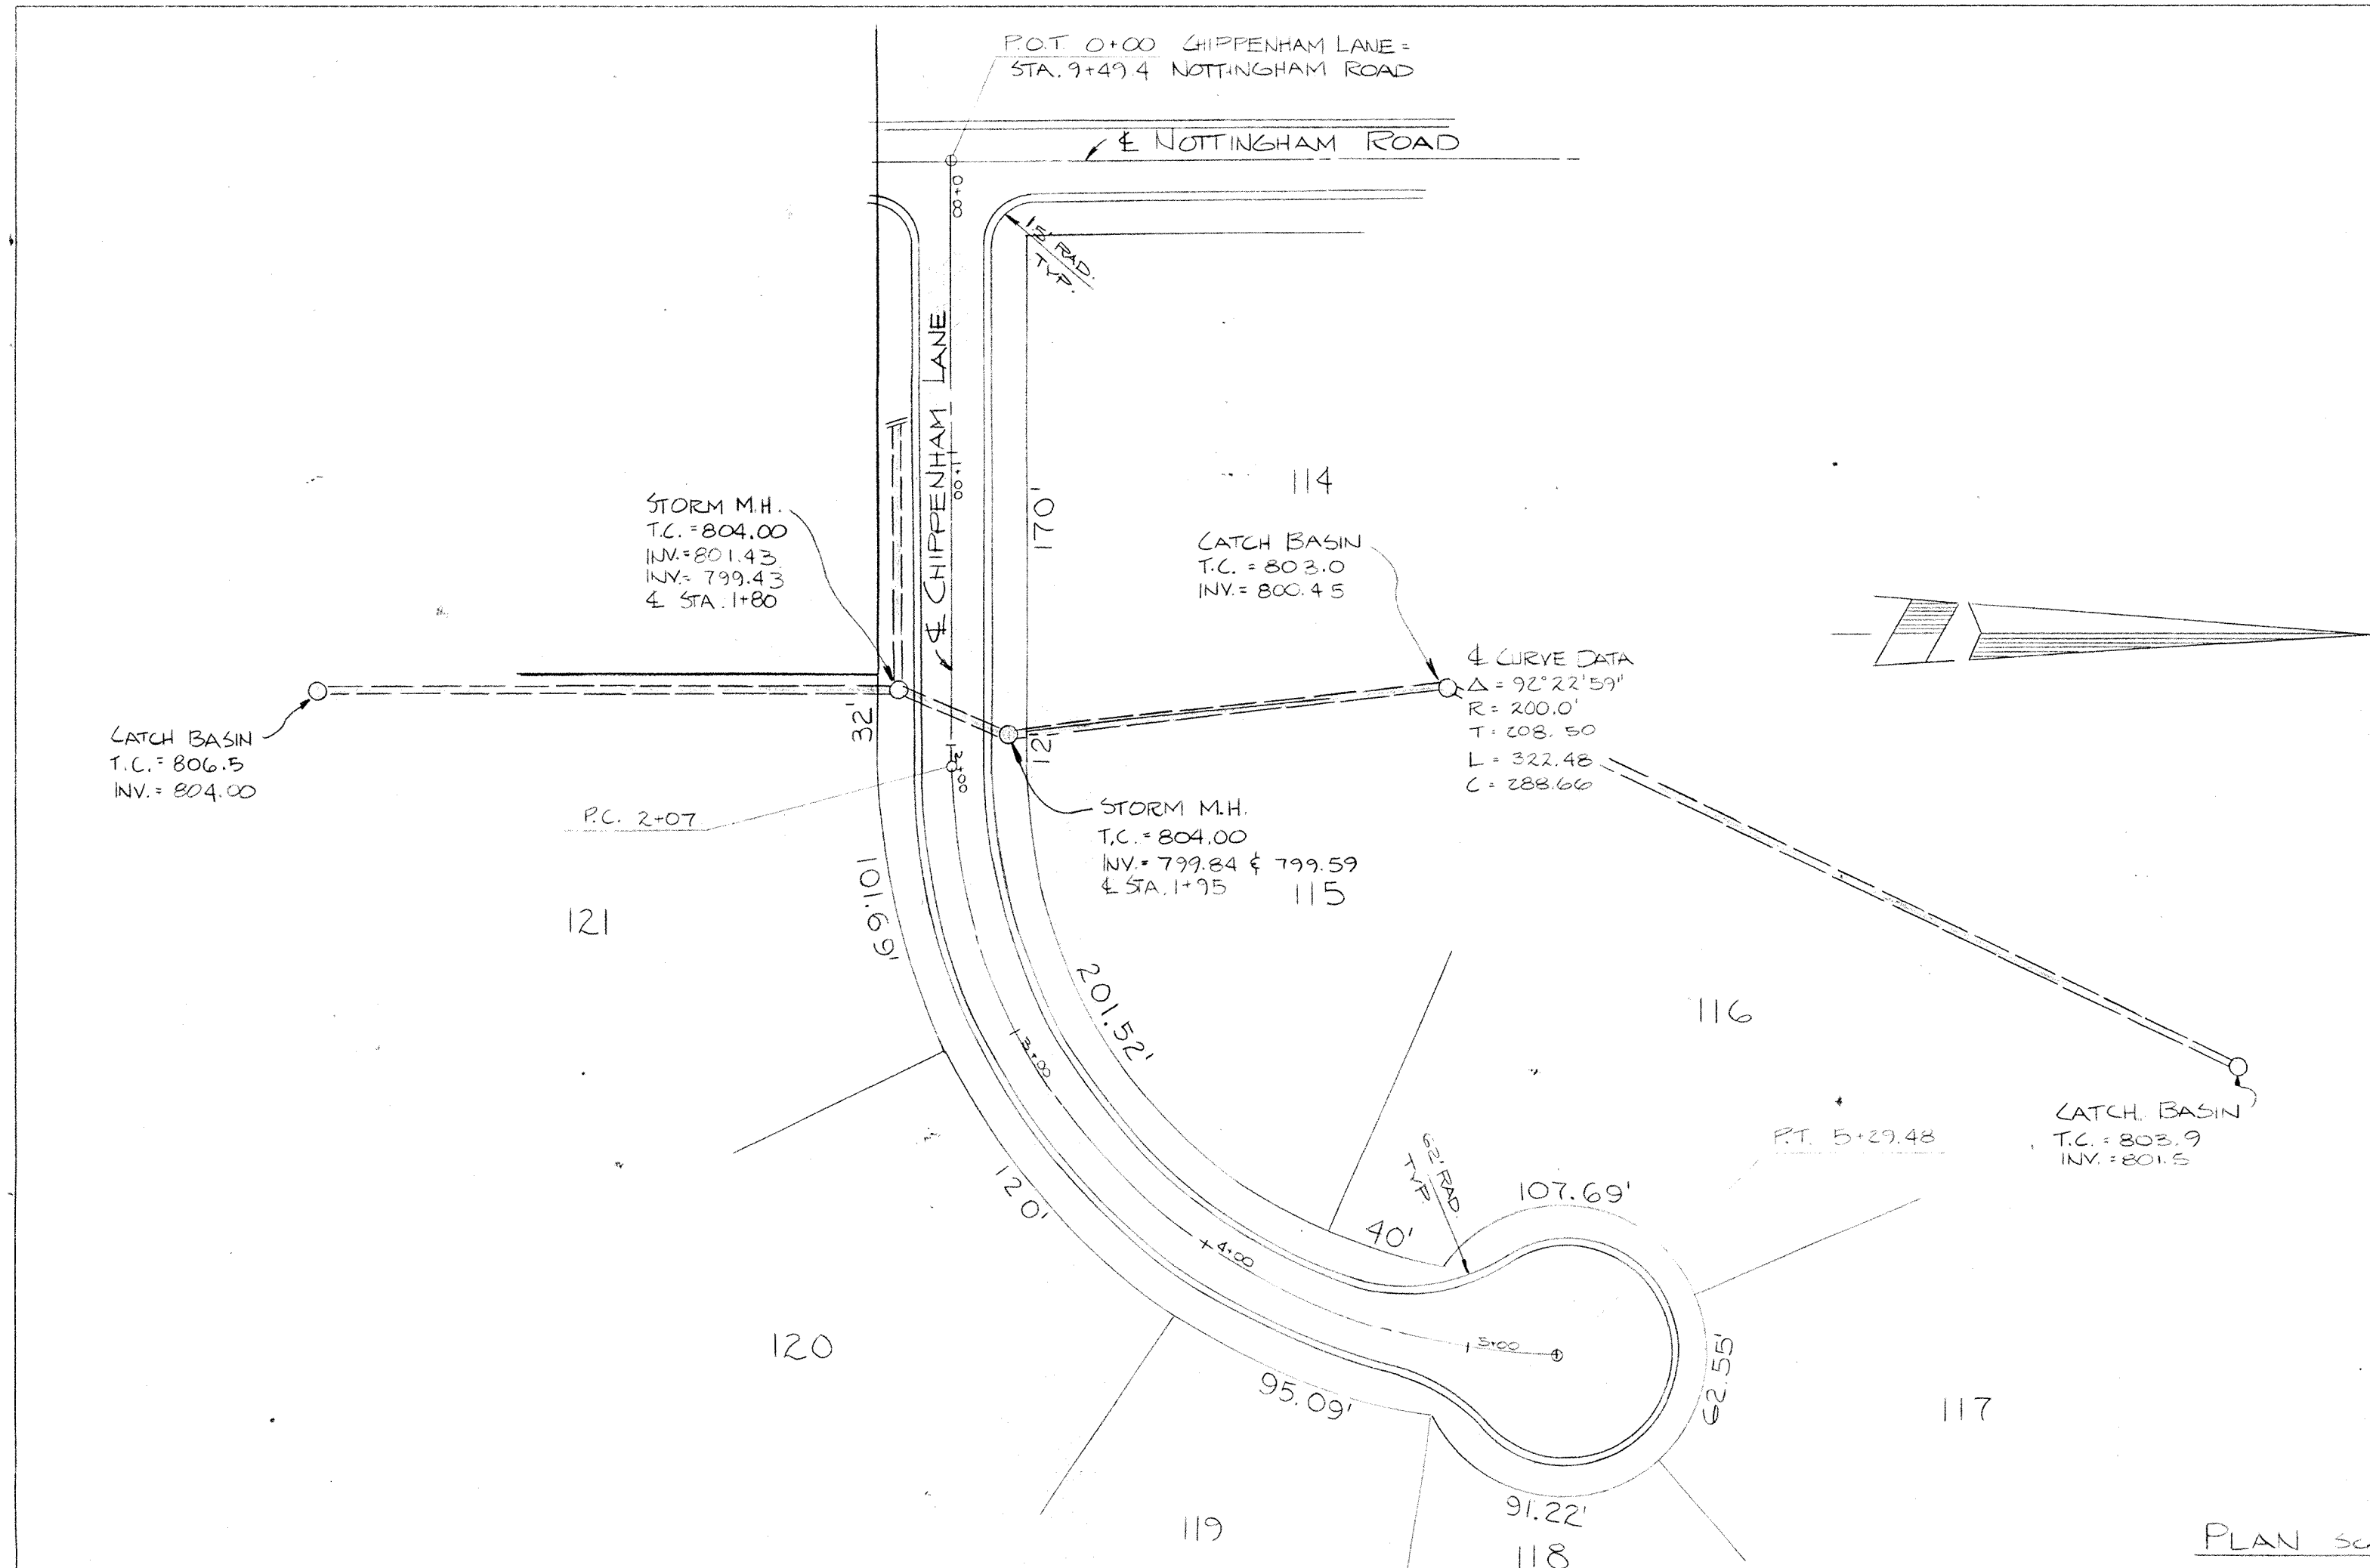 P.O.T. 0+00 CHIPPENHAM LANE =
STA. 9+49.4 NOTTINGHAM ROAD
℄ NOTTINGHAM ROAD
0+00
15' RAD.
TYP.
℄ CHIPPENHAM LANE
1+00
170'
114
STORM M.H.
T.C. = 804.00
INV. = 801.43
INV. = 799.43
℄ STA. 1+80
CATCH BASIN
T.C. = 803.0
INV. = 800.45
℄ CURVE DATA
Δ = 92°22'59"
R = 200.0'
T = 208.50
L = 322.48
C = 288.66
CATCH BASIN
T.C. = 806.5
INV. = 804.00
32'
12'
2+00
P.C. 2+07
STORM M.H.
T.C. = 804.00
INV. = 799.84 & 799.59
℄ STA. 1+95
115
121
101.69'
201.52'
116
3+00
CATCH BASIN
T.C. = 803.9
INV. = 801.5
P.T. 5+29.48
62' RAD.
TYP.
107.69'
120'
40'
4+00
120
5+00
95.09'
62.55'
117
91.22'
119
118
PLAN SC